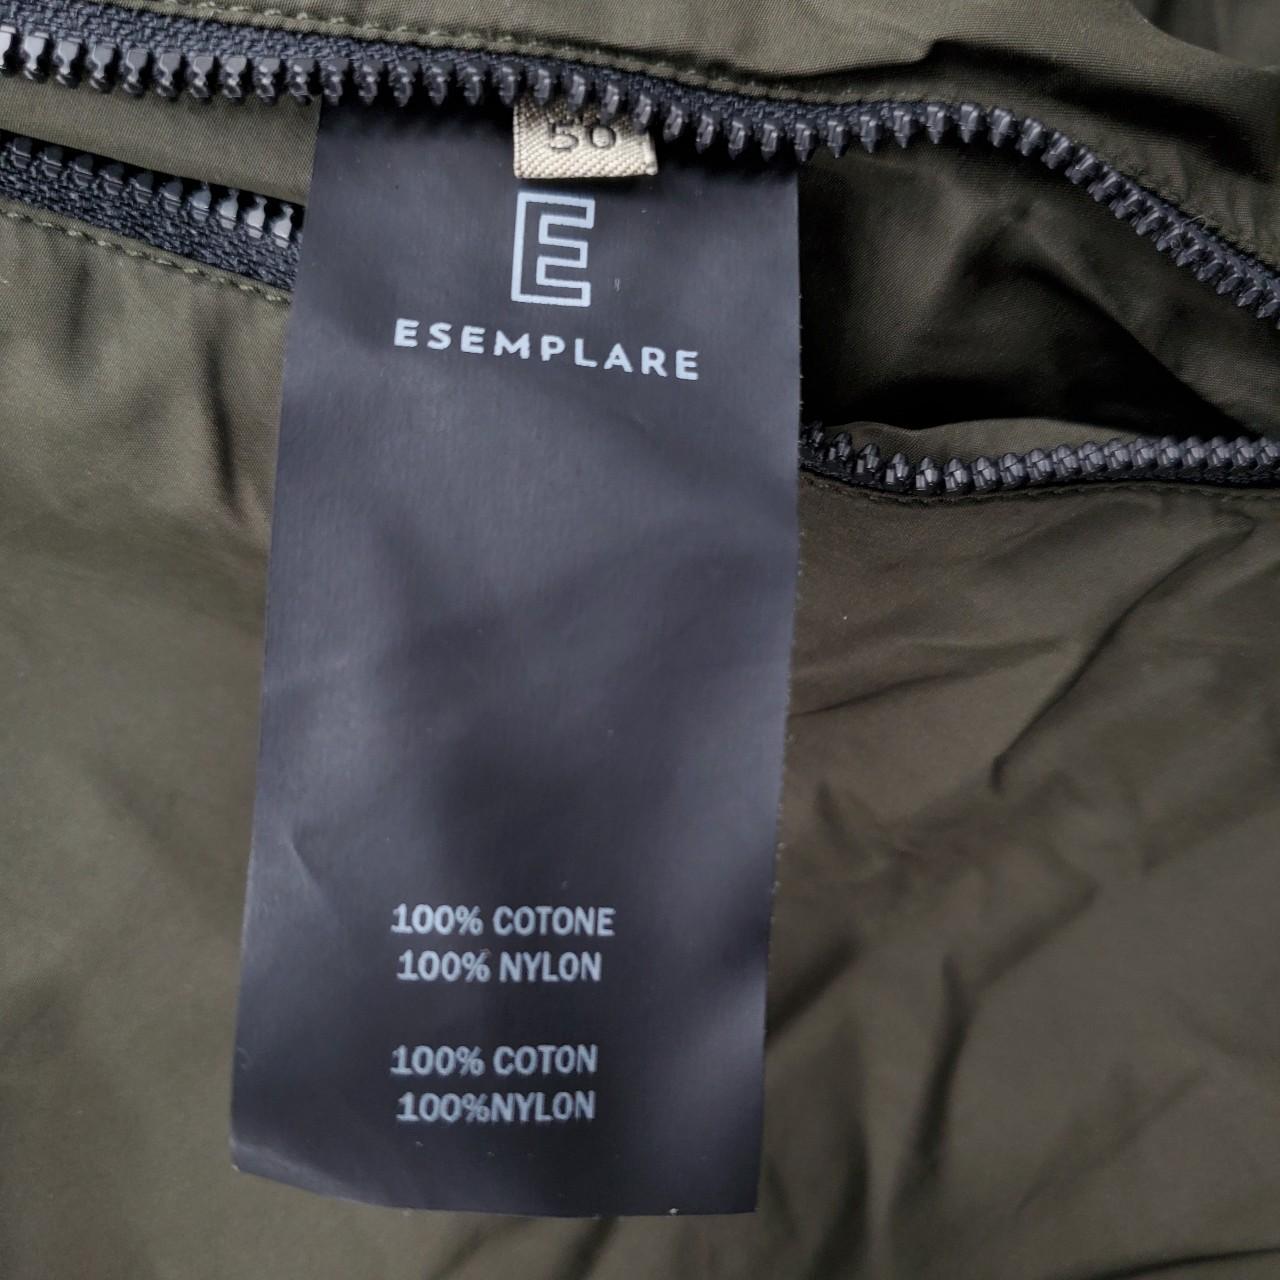 50
E
ESEMPLARE
100% COTONE
100% NYLON
100% COTON
100%NYLON